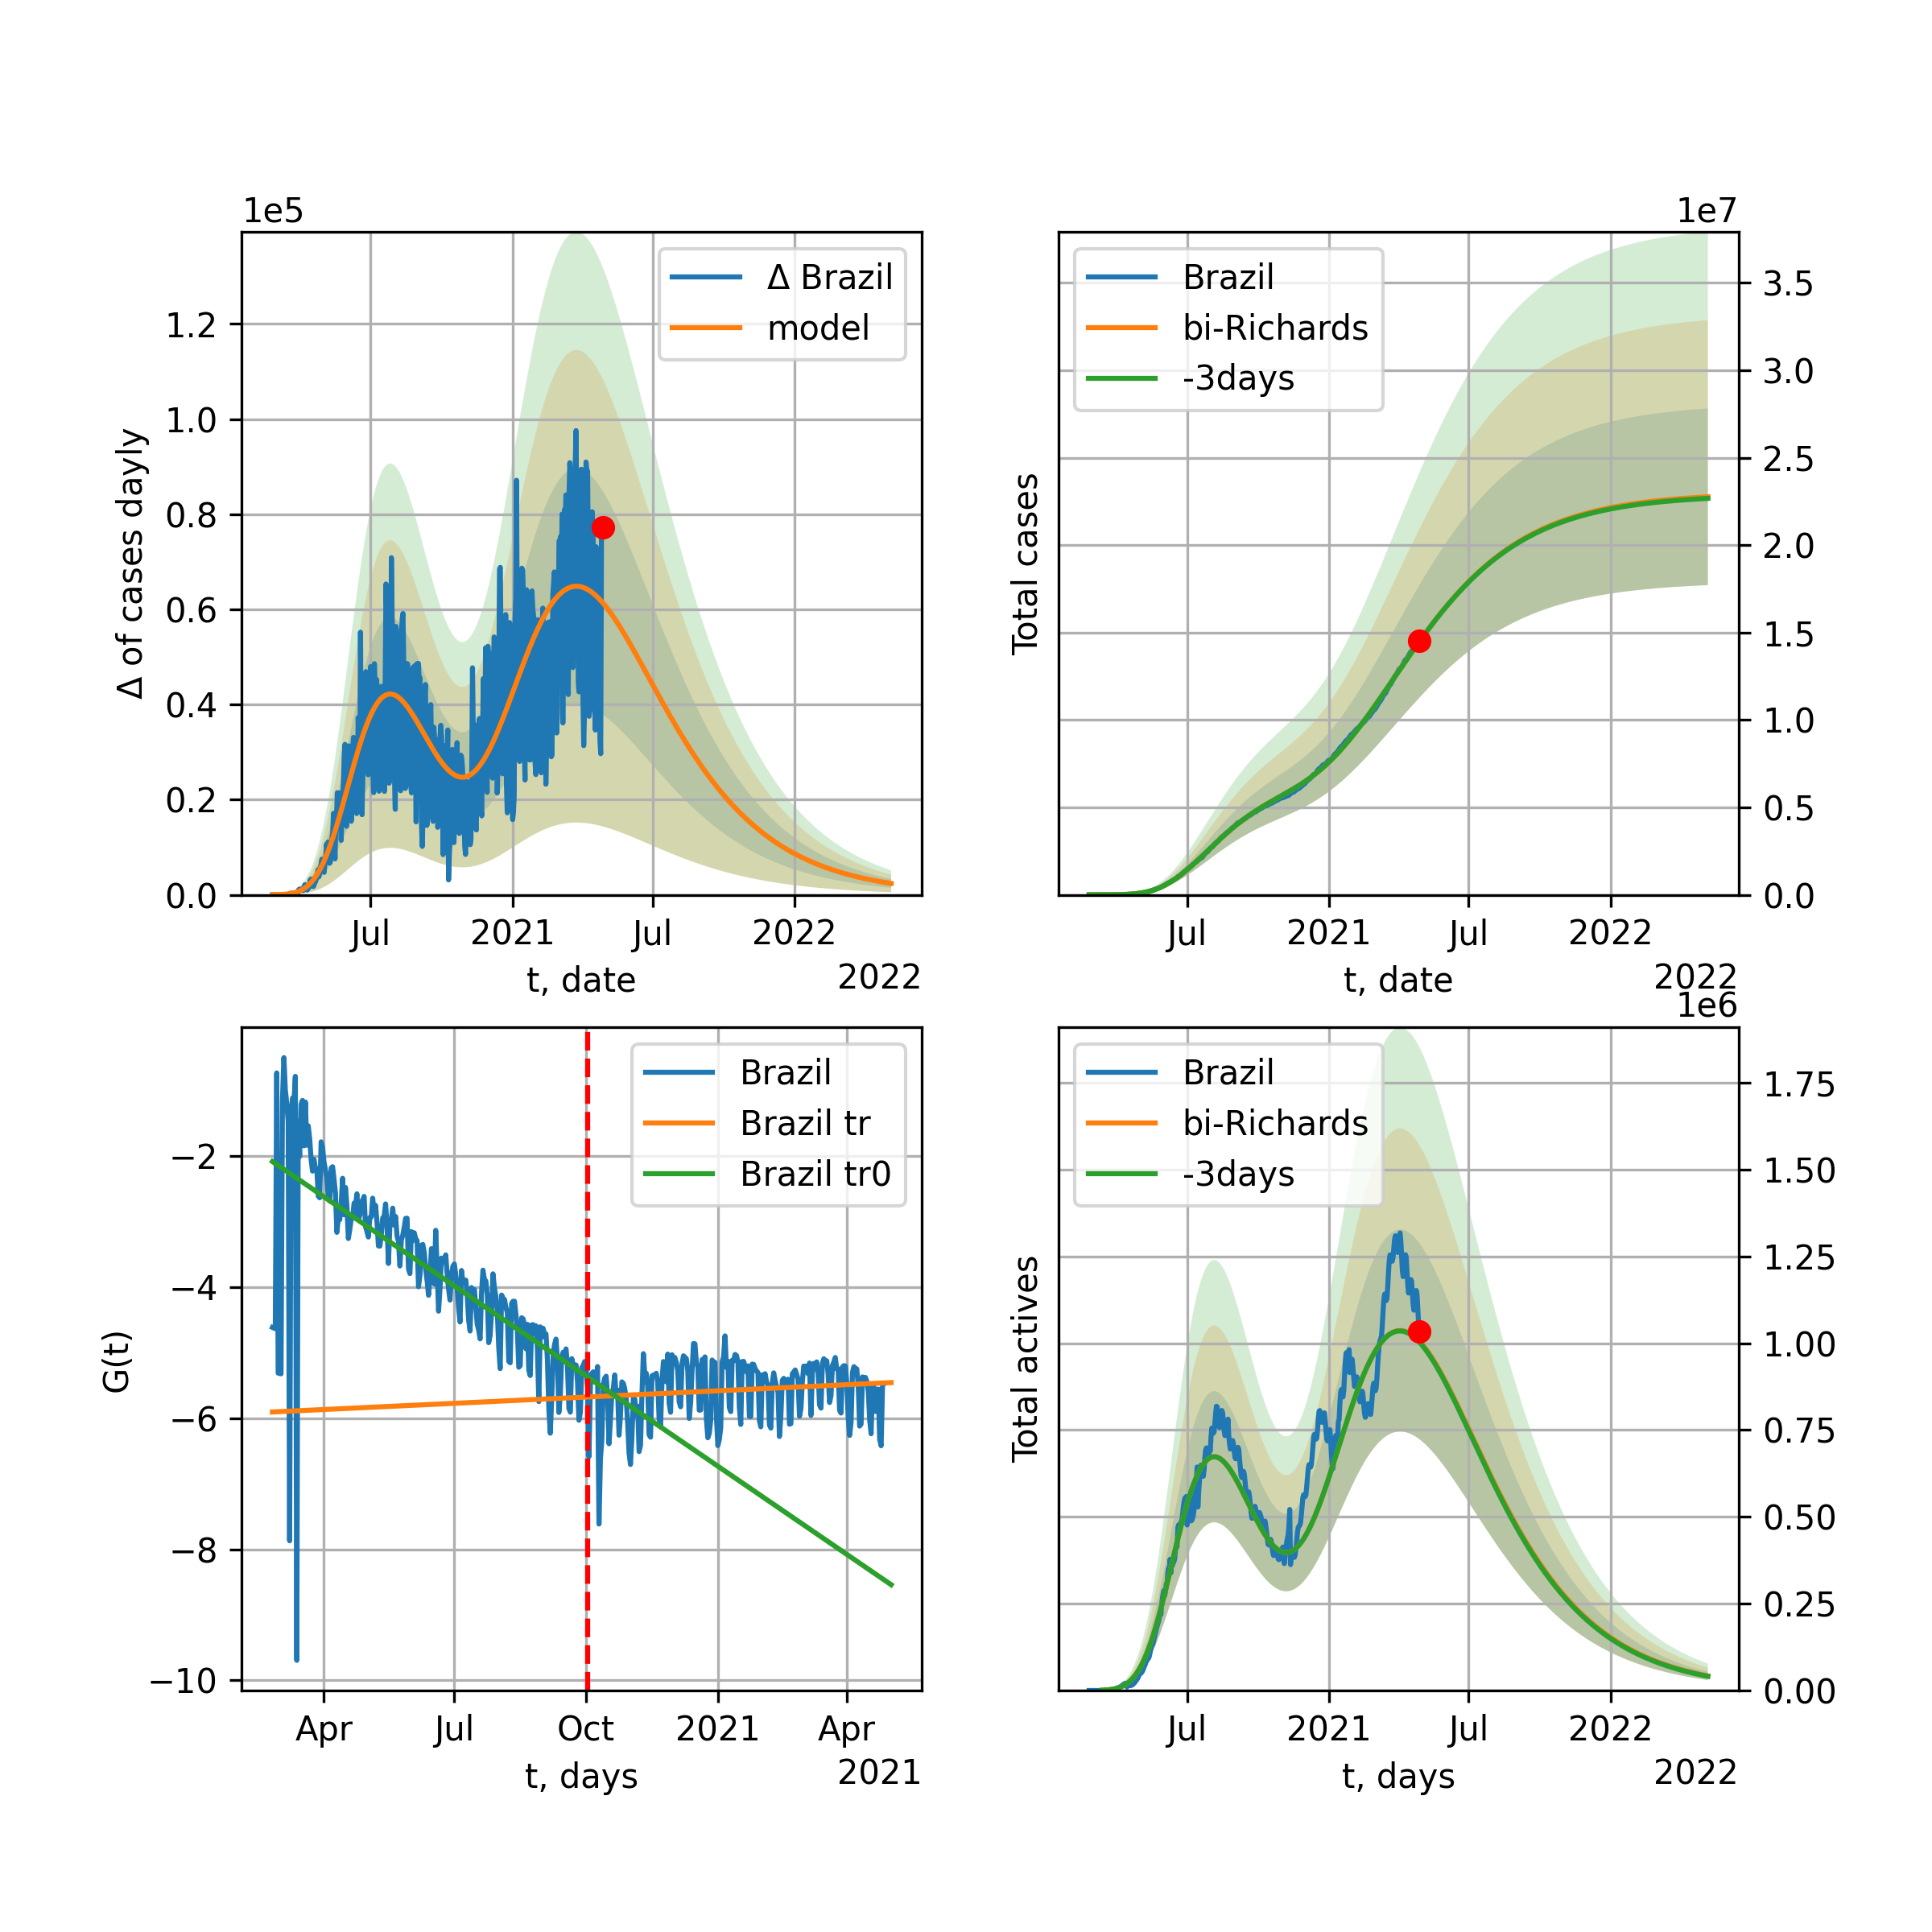 1e5
Δ of cases dayly
1.2
1.0
0.8
0.6
0.4
0.2
0.0
Δ Brazil
model
Jul 2021 Jul 2022
t, date
2022
1e7
Total cases
Brazil
bi-Richards
-3days
3.5
3.0
2.5
2.0
1.5
1.0
0.5
0.0
Jul 2021 Jul 2022
t, date
2022
G(t)
−2
−4
−6
−8
−10
Brazil
Brazil tr
Brazil tr0
Apr Jul Oct 2021 Apr
t, days
2021
1e6
Total actives
Brazil
bi-Richards
-3days
1.75
1.50
1.25
1.00
0.75
0.50
0.25
0.00
Jul 2021 Jul 2022
t, days
2022